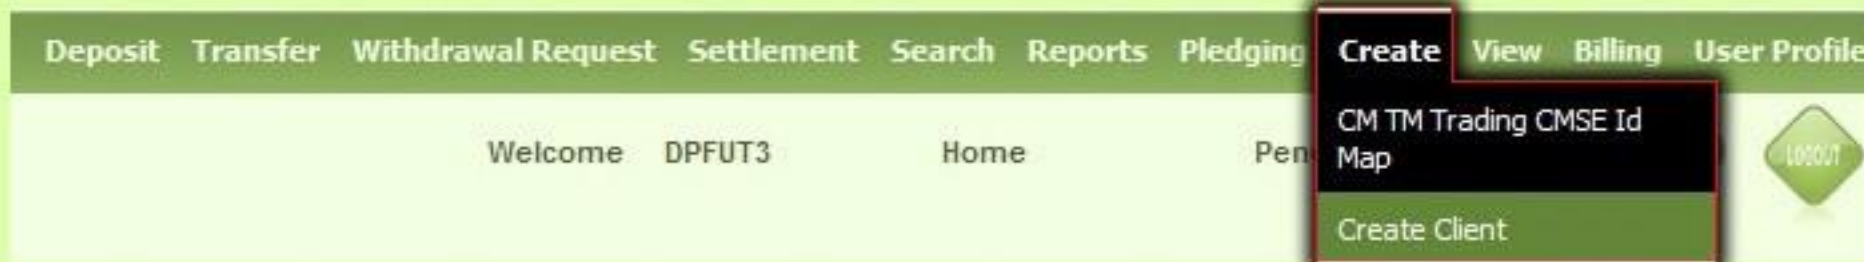 Deposit Transfer Withdrawal Request Settlement Search Reports Pledging Create View Billing User Profile
CM TM Trading CMSE Id
Map
Welcome DPFUT3 Home
LOGOUT
Create Client